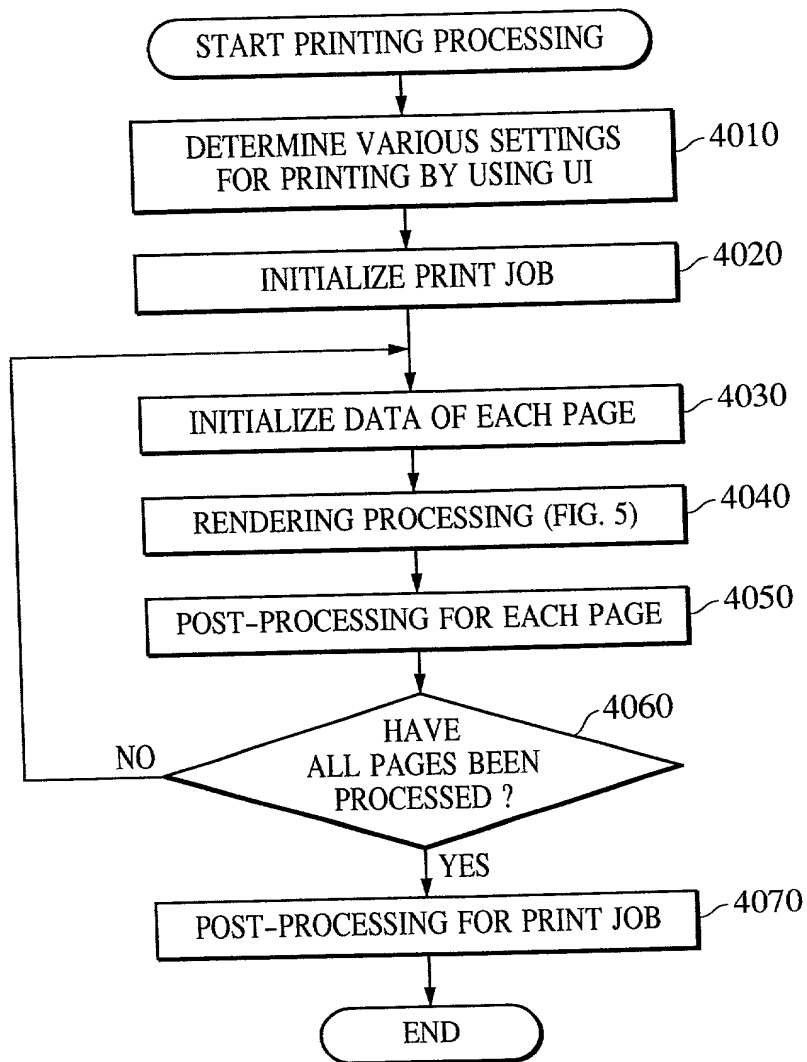 START PRINTING PROCESSING
DETERMINE VARIOUS SETTINGS
FOR PRINTING BY USING UI
4010
INITIALIZE PRINT JOB
4020
INITIALIZE DATA OF EACH PAGE
4030
RENDERING PROCESSING (FIG. 5)
4040
POST-PROCESSING FOR EACH PAGE
4050
HAVE
ALL PAGES BEEN
PROCESSED ?
4060
NO
YES
POST-PROCESSING FOR PRINT JOB
4070
END